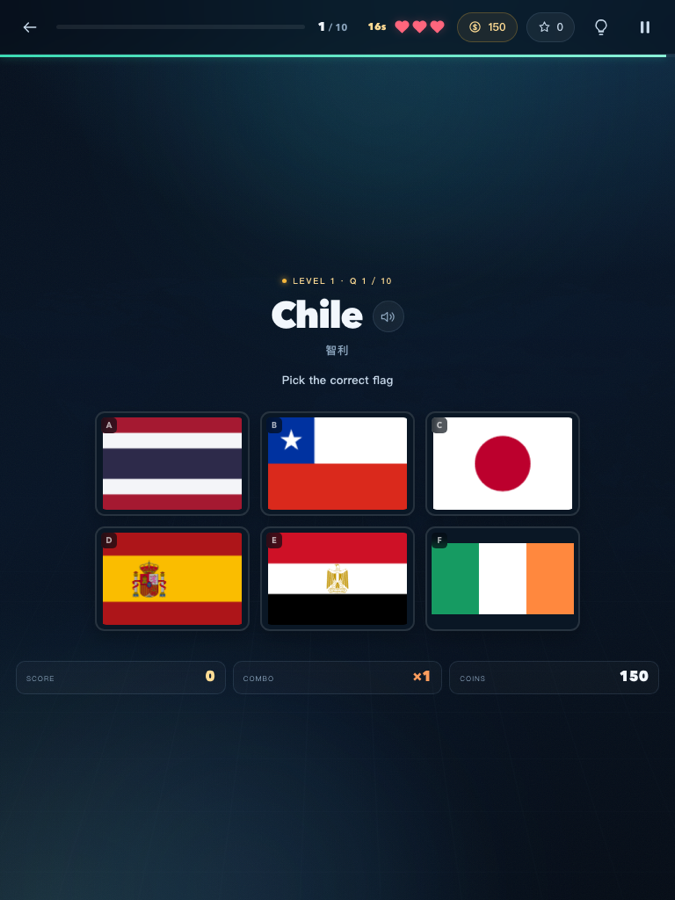 1 / 10 16s 150 0
LEVEL 1 · Q 1 / 10
Chile
智利
Pick the correct flag
A B C
D E F
SCORE 0 COMBO ×1 COINS 150